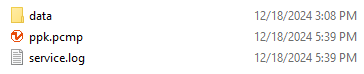 data 12/18/2024 3:08 PM
ppk.pcmp 12/18/2024 5:39 PM
service.log 12/18/2024 5:39 PM